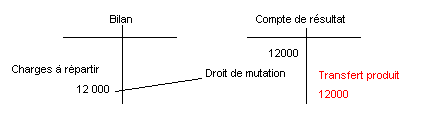 Bilan
Compte de résultat
12000
Charges á répartir
Droit de mutation
Transfert produit
12 000
12000